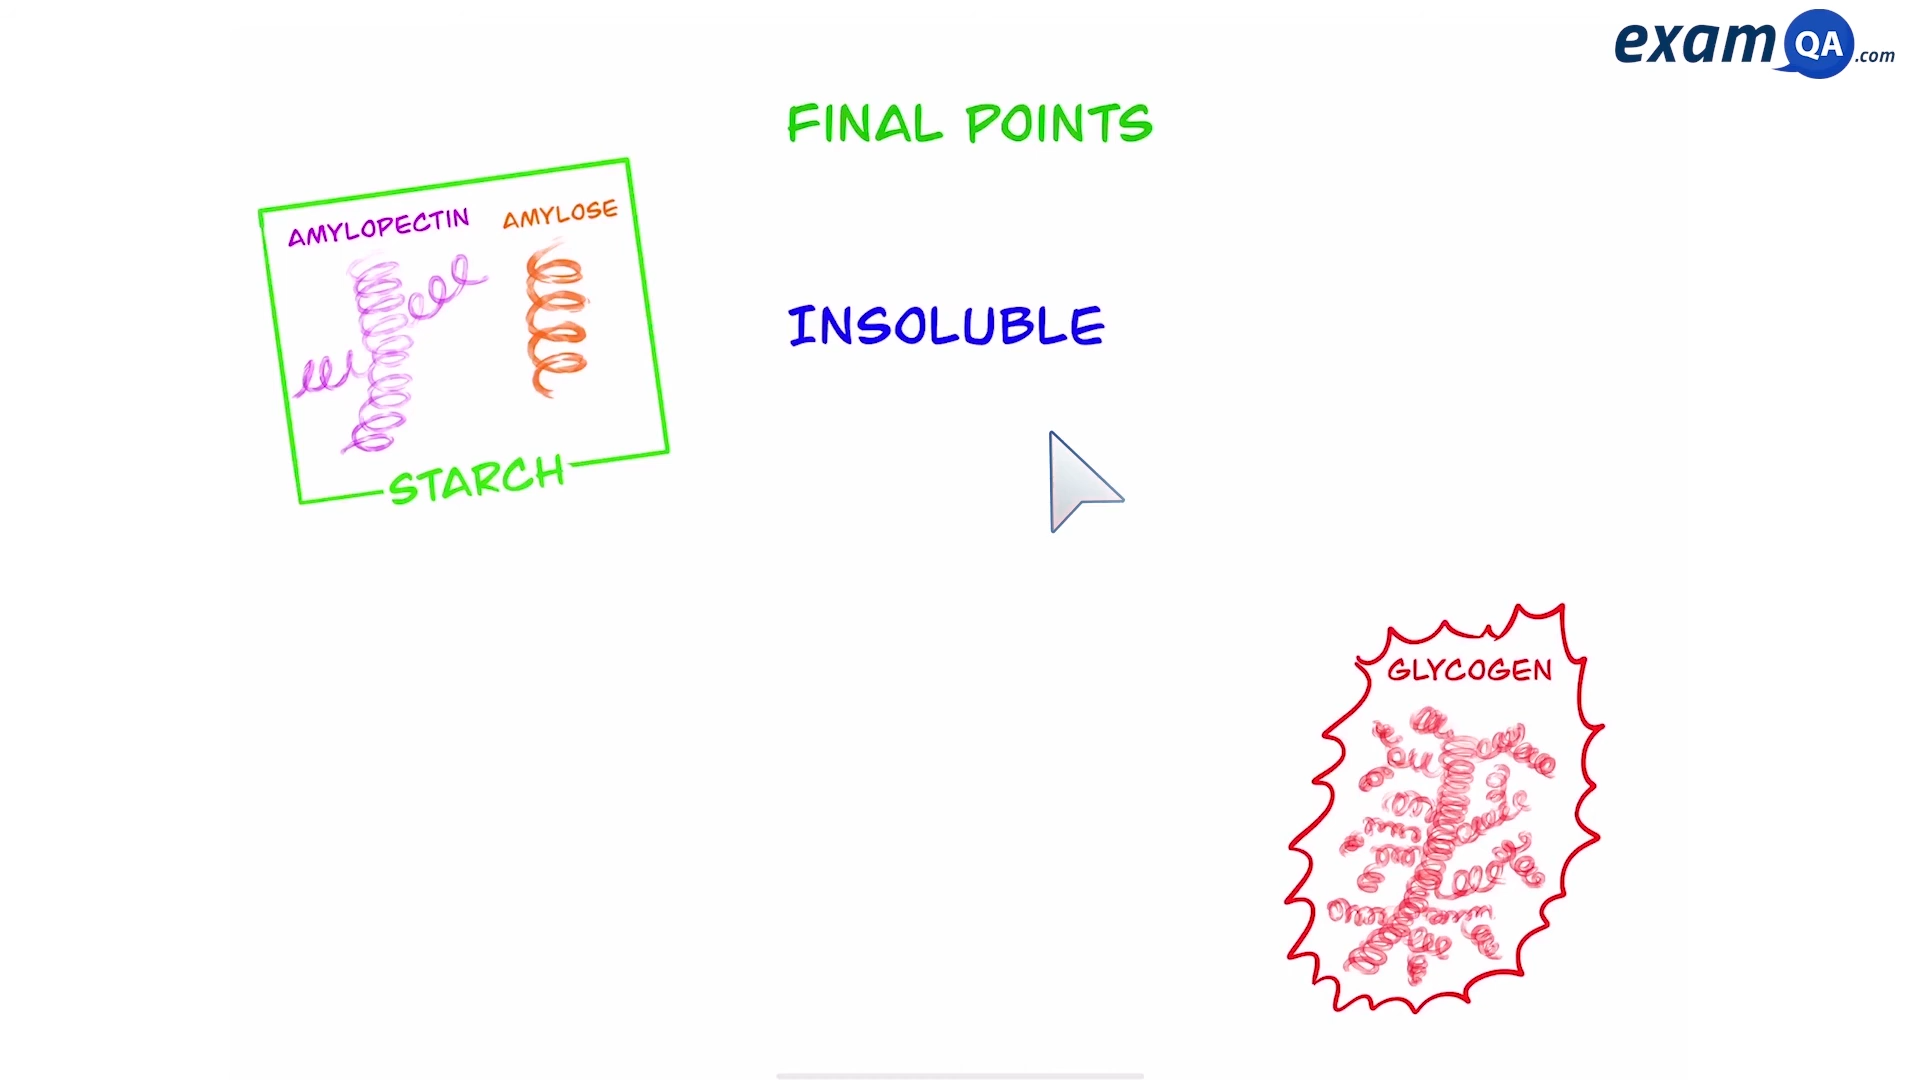 examQA.com
FINAL POINTS
AMYLOPECTIN AMYLOSE
STARCH
INSOLUBLE
GLYCOGEN